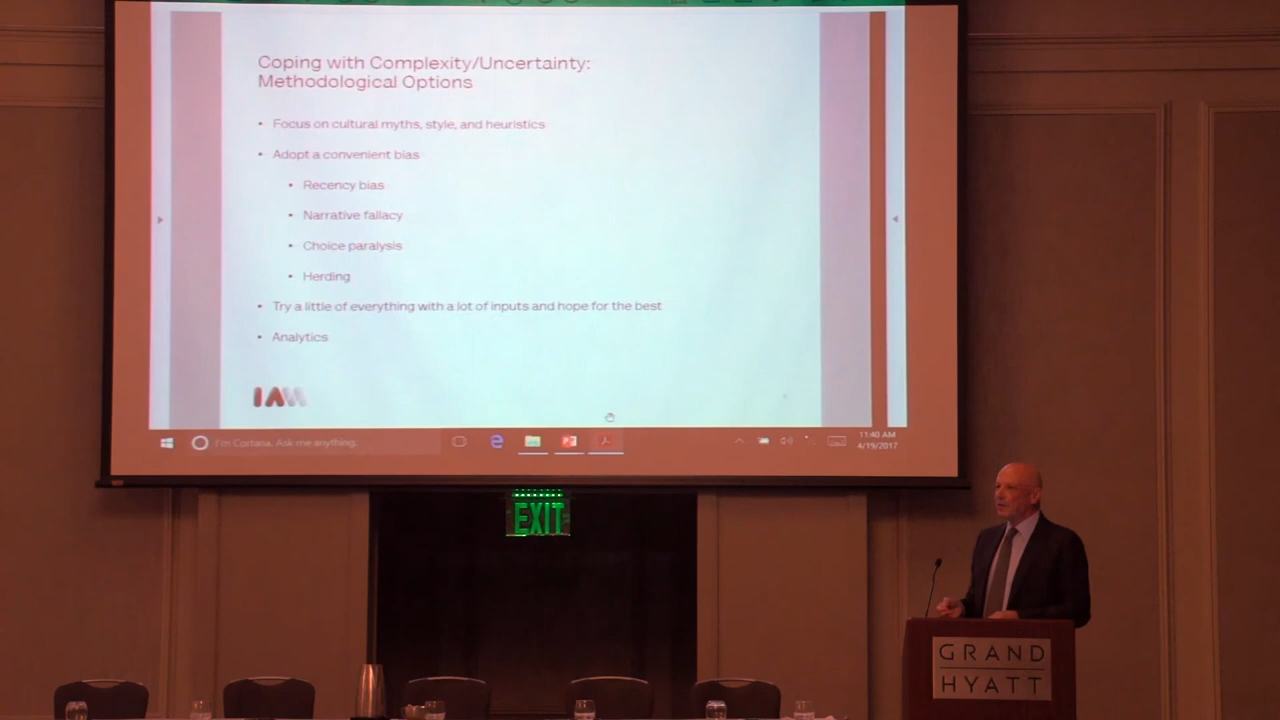 Coping with Complexity/Uncertainty:
Methodological Options
• Focus on cultural myths, style, and heuristics
• Adopt a convenient bias
• Recency bias
• Narrative fallacy
• Choice paralysis
• Herding
• Try a little of everything with a lot of inputs and hope for the best
• Analytics
IAW
I'm Cortana. Ask me anything.
11:40 AM
4/19/2017
EXIT
GRAND
HYATT